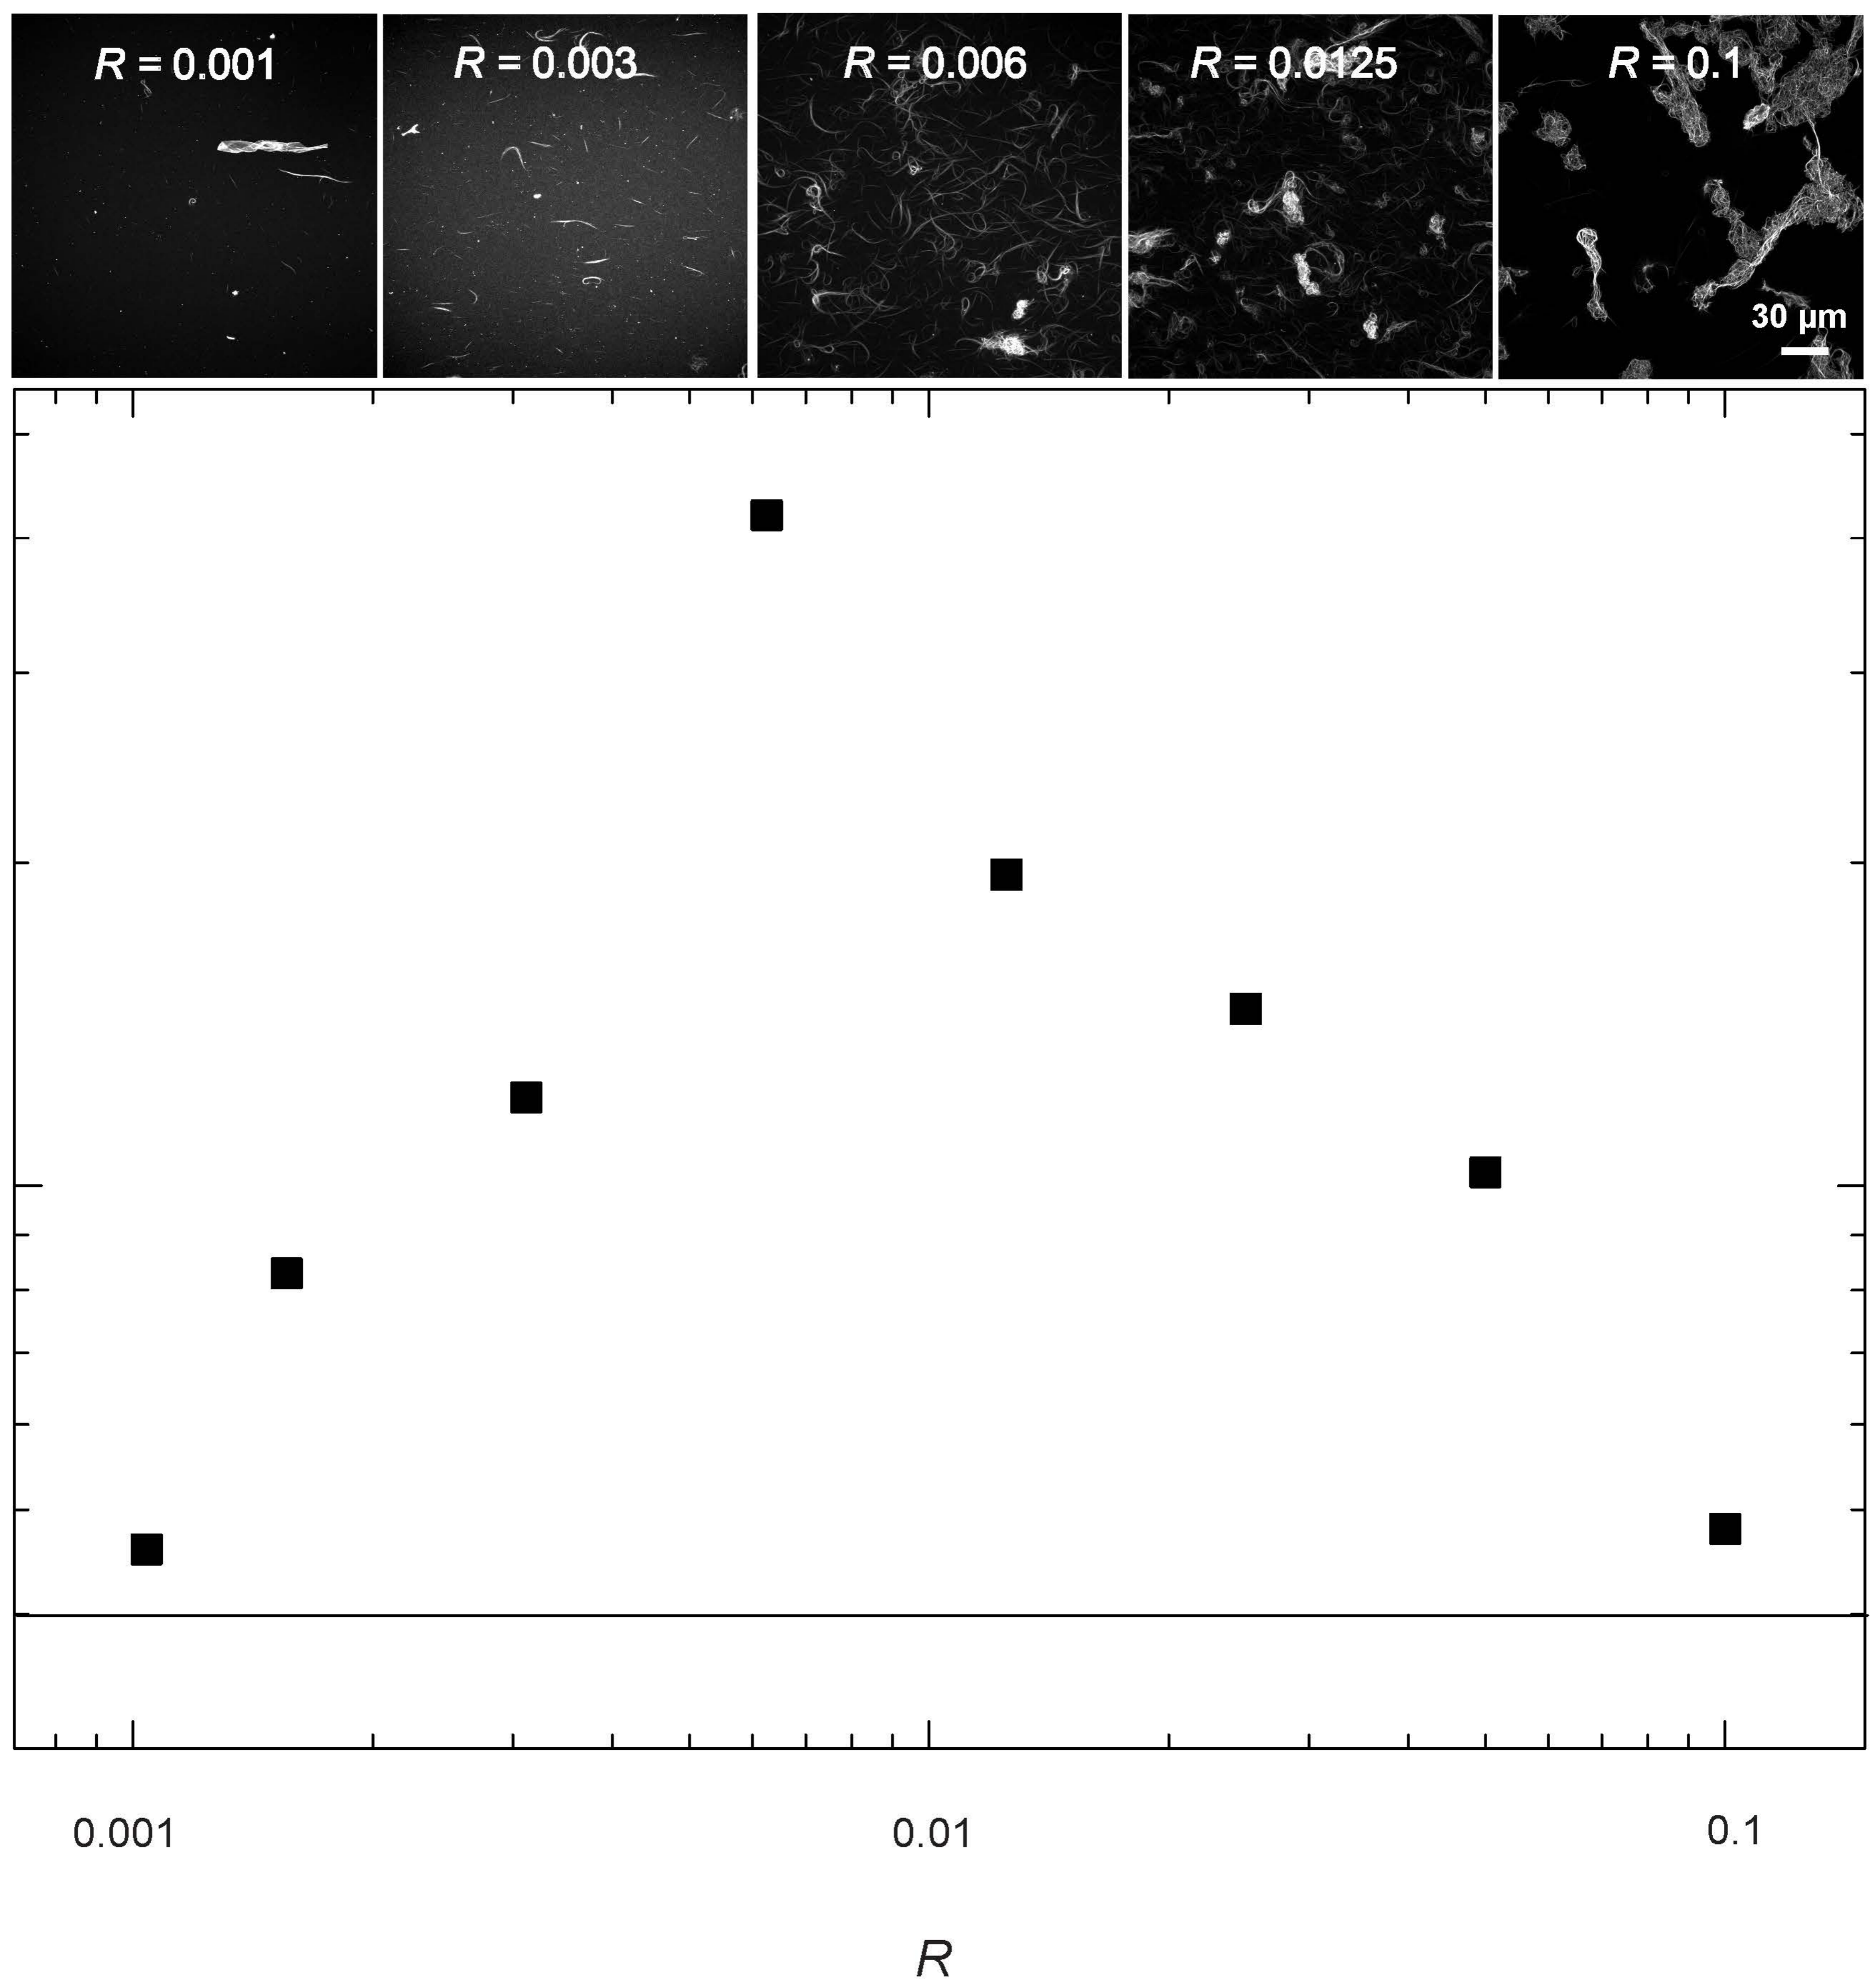 R = 0.001
R = 0.003
R = 0.006
R = 0.0125
R = 0.1
30 µm
0.001
0.01
0.1
R